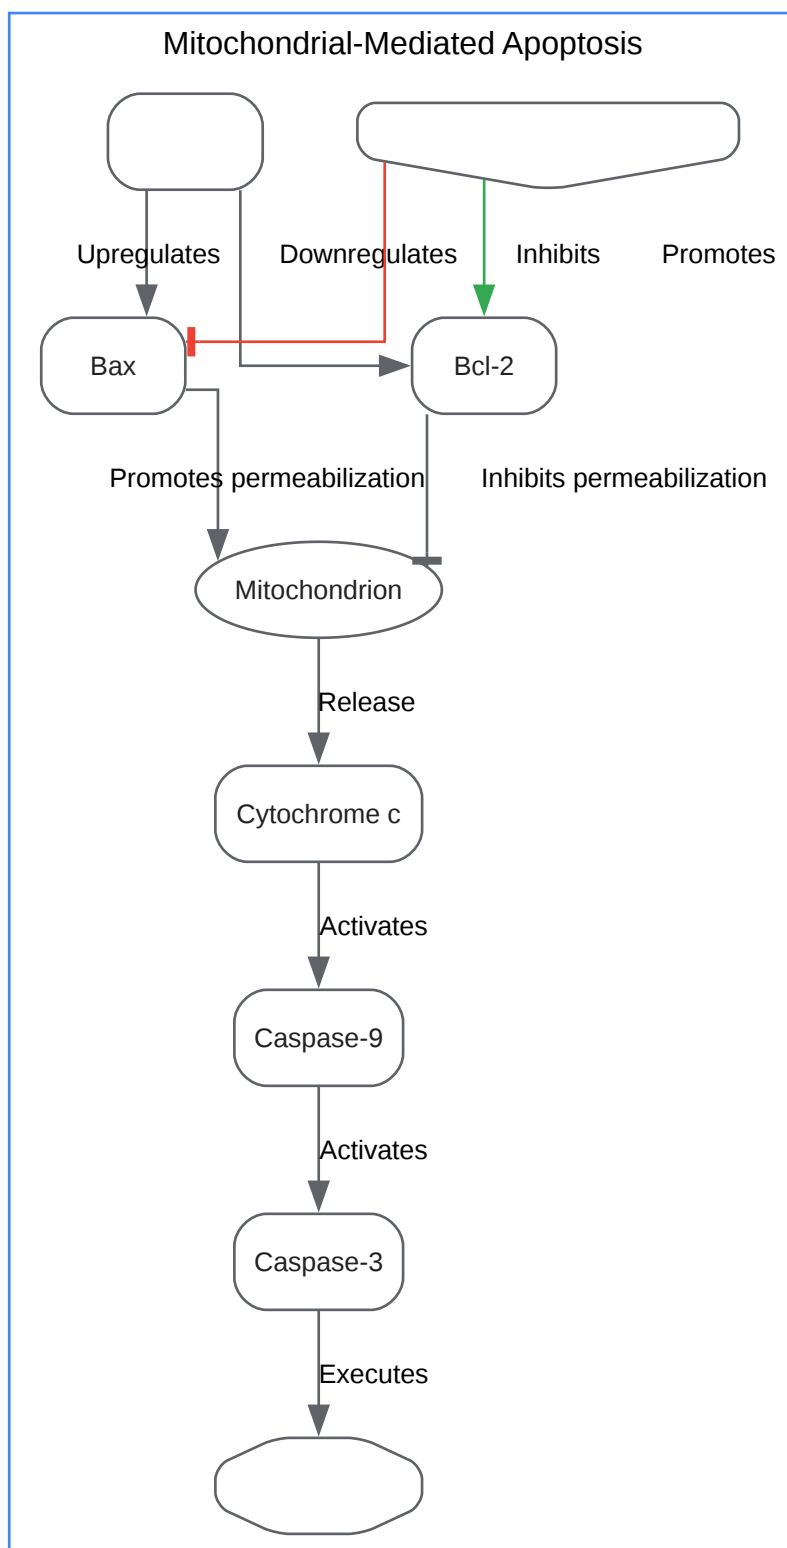 Mitochondrial-Mediated Apoptosis
Upregulates
Downregulates
Inhibits
Promotes
Bax
Bcl-2
Promotes permeabilization
Inhibits permeabilization
Mitochondrion
Release
Cytochrome c
Activates
Caspase-9
Activates
Caspase-3
Executes